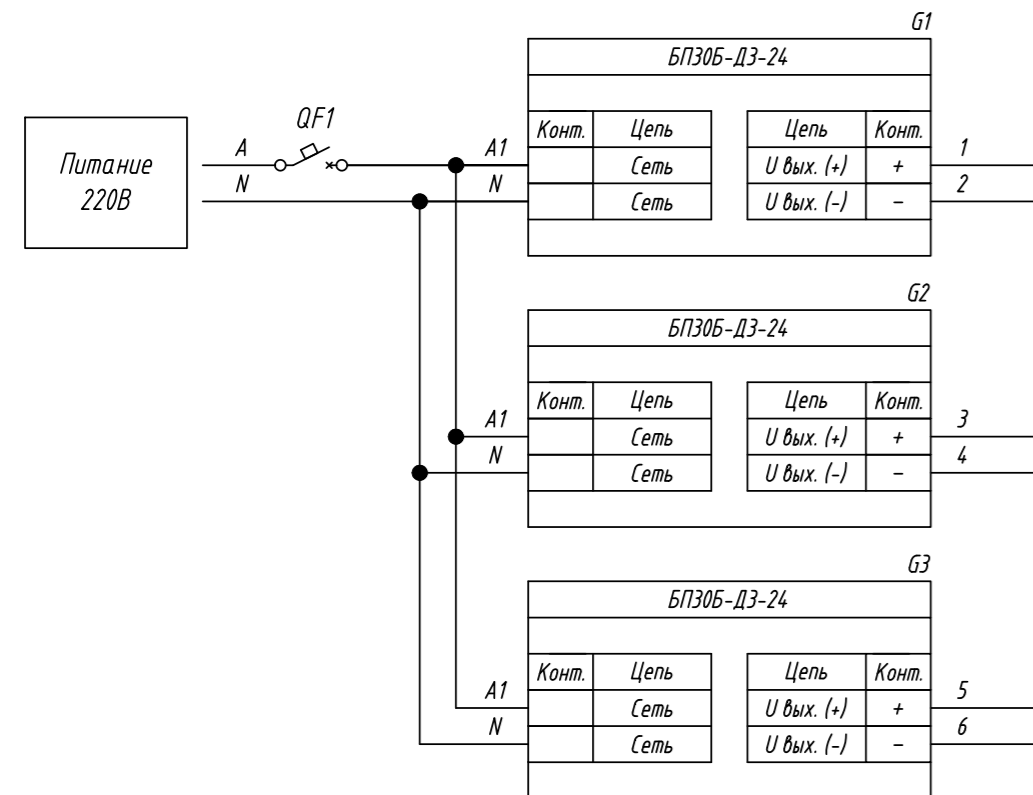 G1
БП30Б-Д3-24
Питание
220В
A
QF1
N
A1
N
Конт. Цепь Цепь Конт.
Сеть U вых. (+) +
Сеть U вых. (-) –
1
2
G2
БП30Б-Д3-24
A1
N
Конт. Цепь Цепь Конт.
Сеть U вых. (+) +
Сеть U вых. (-) –
3
4
G3
БП30Б-Д3-24
A1
N
Конт. Цепь Цепь Конт.
Сеть U вых. (+) +
Сеть U вых. (-) –
5
6